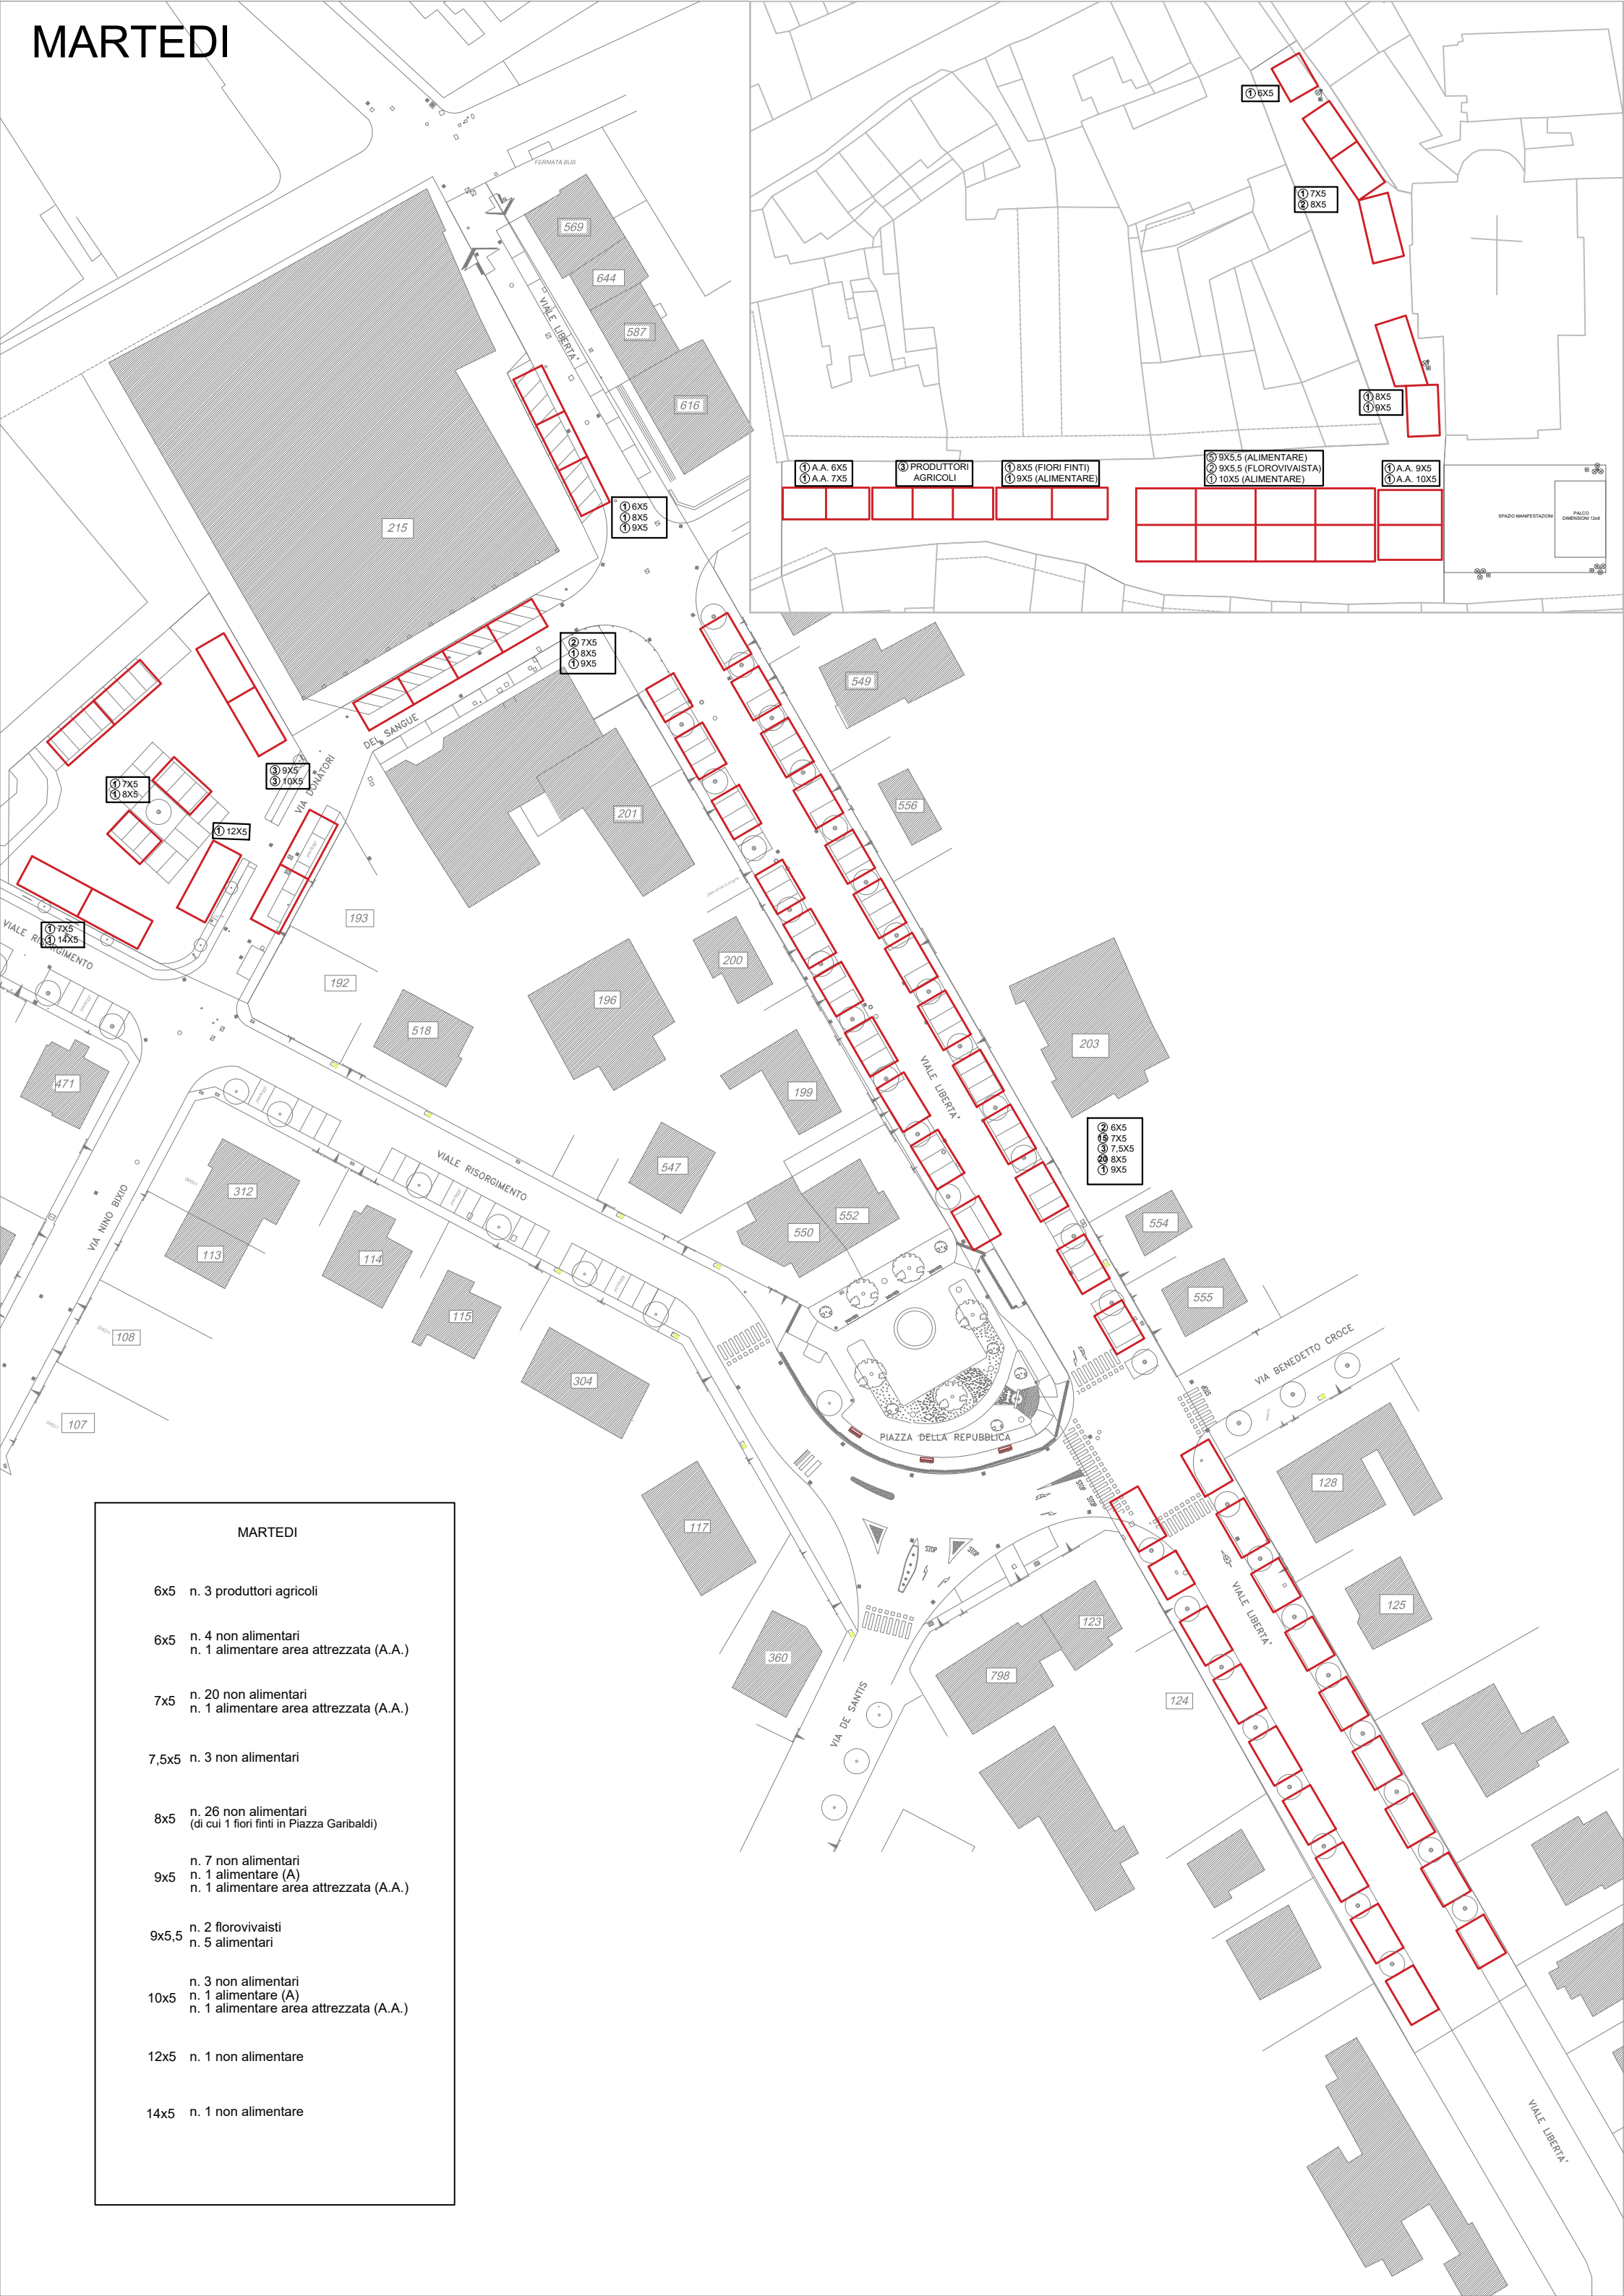 MARTEDI
FERMATA BUS
569
644
587
616
VIALE LIBERTA'
215
① 6X5
① 8X5
① 9X5
② 7X5
① 8X5
① 9X5
DEL SANGUE
VIA DONATORI
③ 9X5
③ 10X5
① 7X5
① 8X5
① 12X5
① 7X5
① 14X5
VIALE RISORGIMENTO
① 6X5
① 7X5
② 8X5
① 8X5
① 9X5
① A.A. 6X5
① A.A. 7X5
③ PRODUTTORI
AGRICOLI
① 8X5 (FIORI FINTI)
① 9X5 (ALIMENTARE)
⑤ 9X5,5 (ALIMENTARE)
② 9X5,5 (FLOROVIVAISTA)
① 10X5 (ALIMENTARE)
① A.A. 9X5
① A.A. 10X5
SPAZIO MANIFESTAZIONI
PALCO
DIMENSIONI 12x8
549
556
201
193
192
200
196
518
199
203
471
VIALE LIBERTA'
② 6X5
⑮ 7X5
③ 7,5X5
⑳ 8X5
① 9X5
VIALE RISORGIMENTO
547
312
113
VIA NINO BIXIO
114
115
552
550
554
555
108
107
304
VIA BENEDETTO CROCE
PIAZZA DELLA REPUBBLICA
STOP
STOP
STOP
STOP
STOP
128
117
VIALE LIBERTA'
125
123
798
360
124
VIA DE SANTIS
VIALE LIBERTA'
MARTEDI
6x5 n. 3 produttori agricoli
6x5 n. 4 non alimentari
n. 1 alimentare area attrezzata (A.A.)
7x5 n. 20 non alimentari
n. 1 alimentare area attrezzata (A.A.)
7,5x5 n. 3 non alimentari
8x5 n. 26 non alimentari
(di cui 1 fiori finti in Piazza Garibaldi)
9x5 n. 7 non alimentari
n. 1 alimentare (A)
n. 1 alimentare area attrezzata (A.A.)
9x5,5 n. 2 florovivaisti
n. 5 alimentari
10x5 n. 3 non alimentari
n. 1 alimentare (A)
n. 1 alimentare area attrezzata (A.A.)
12x5 n. 1 non alimentare
14x5 n. 1 non alimentare